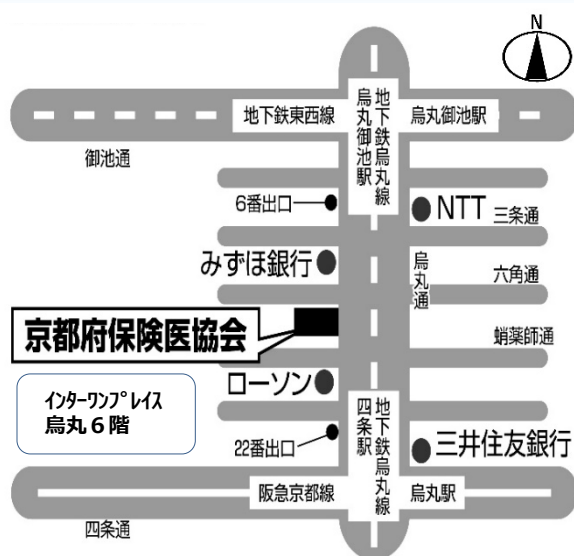 N
地下鉄東西線
烏丸御池駅
地下鉄烏丸線
烏丸御池駅
御池通
6番出口
NTT
三条通
みずほ銀行
烏丸通
六角通
京都府保険医協会
蛸薬師通
インターワンプレイス
烏丸6階
ローソン
地下鉄烏丸線
四条駅
22番出口
三井住友銀行
阪急京都線
烏丸駅
四条通